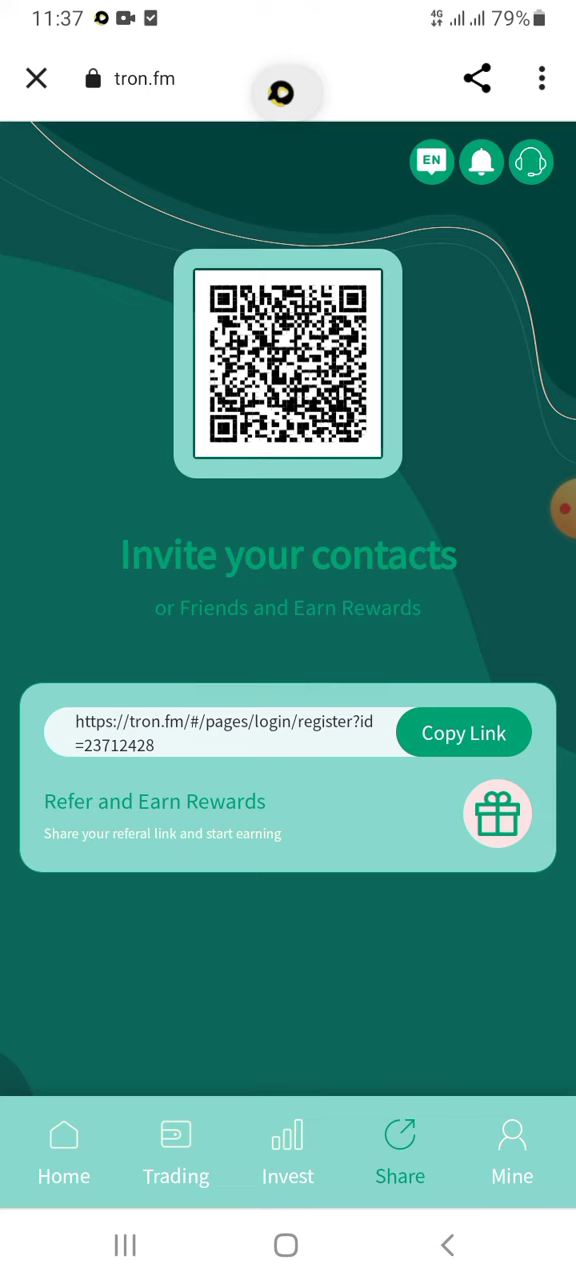 11:37
4G
79%
tron.fm
EN
Invite your contacts
or Friends and Earn Rewards
https://tron.fm/#/pages/login/register?id
=23712428
Copy Link
Refer and Earn Rewards
Share your referal link and start earning
Home
Trading
Invest
Share
Mine